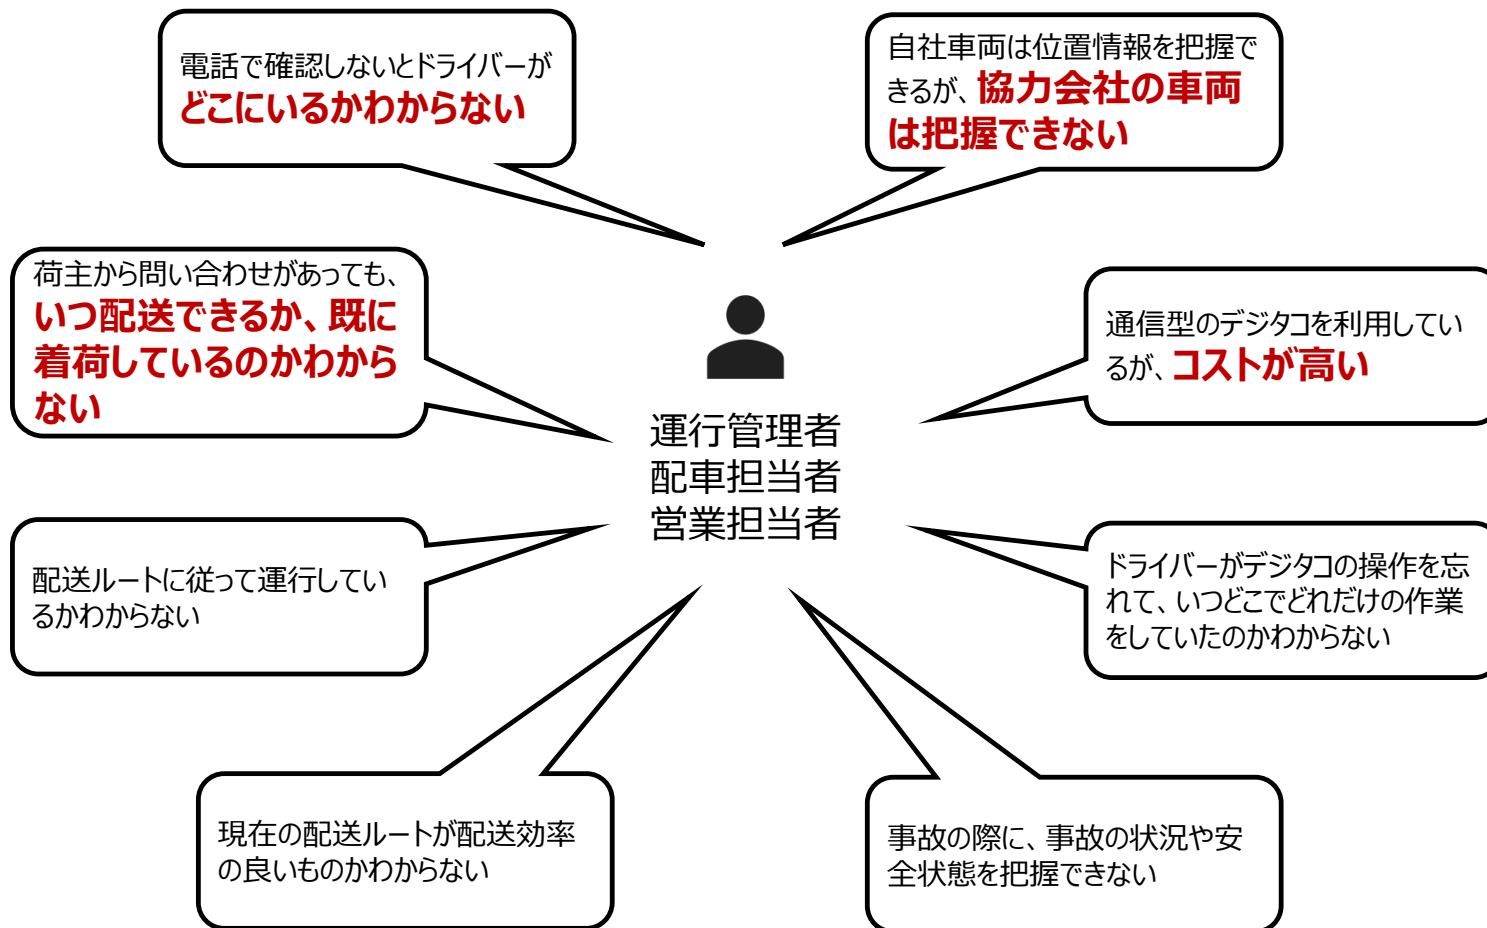 電話で確認しないとドライバーが
どこにいるかわからない
自社車両は位置情報を把握で
きるが、協力会社の車両
は把握できない
荷主から問い合わせがあっても、
いつ配送できるか、既に
着荷しているのかわから
ない
通信型のデジタコを利用してい
るが、コストが高い
運行管理者
配車担当者
営業担当者
配送ルートに従って運行してい
るかわからない
ドライバーがデジタコの操作を忘
れて、いつどこでどれだけの作業
をしていたのかわからない
現在の配送ルートが配送効率
の良いものかわからない
事故の際に、事故の状況や安
全状態を把握できない